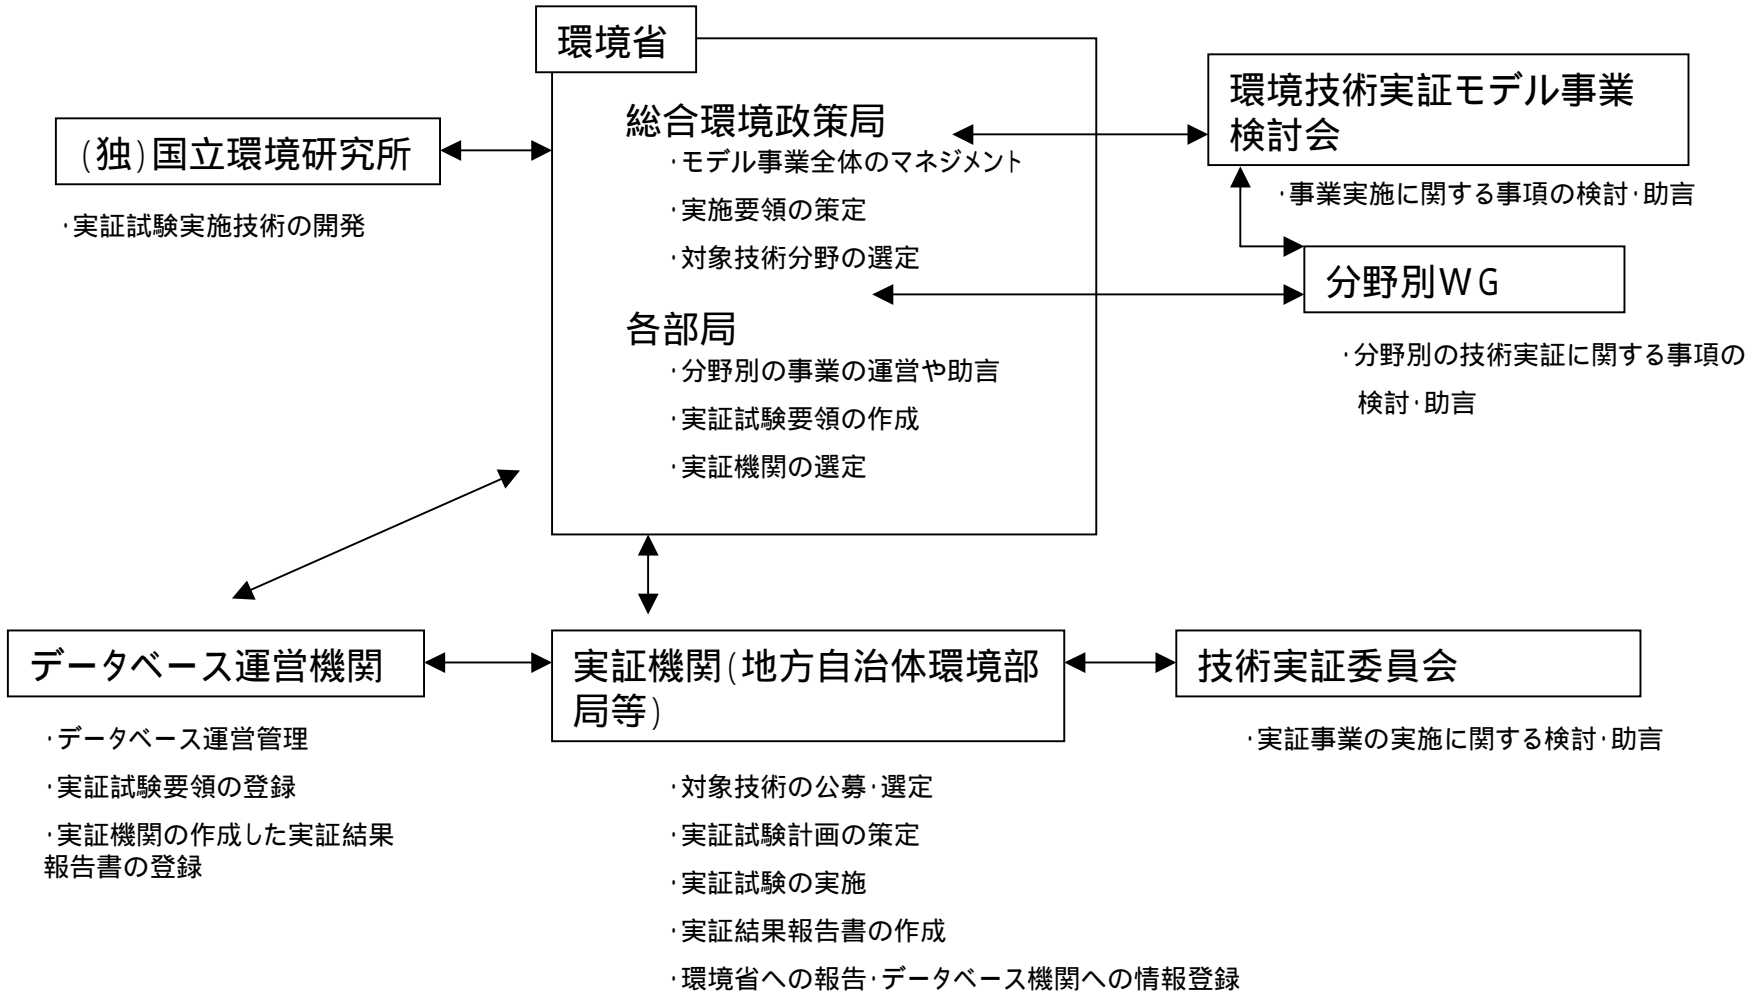 環境省
総合環境政策局
・モデル事業全体のマネジメント
・実施要領の策定
・対象技術分野の選定
各部局
・分野別の事業の運営や助言
・実証試験要領の作成
・実証機関の選定
(独)国立環境研究所
・実証試験実施技術の開発
環境技術実証モデル事業
検討会
・事業実施に関する事項の検討・助言
分野別WG
・分野別の技術実証に関する事項の
検討・助言
データベース運営機関
・データベース運営管理
・実証試験要領の登録
・実証機関の作成した実証結果
報告書の登録
実証機関(地方自治体環境部
局等)
・対象技術の公募・選定
・実証試験計画の策定
・実証試験の実施
・実証結果報告書の作成
・環境省への報告・データベース機関への情報登録
技術実証委員会
・実証事業の実施に関する検討・助言